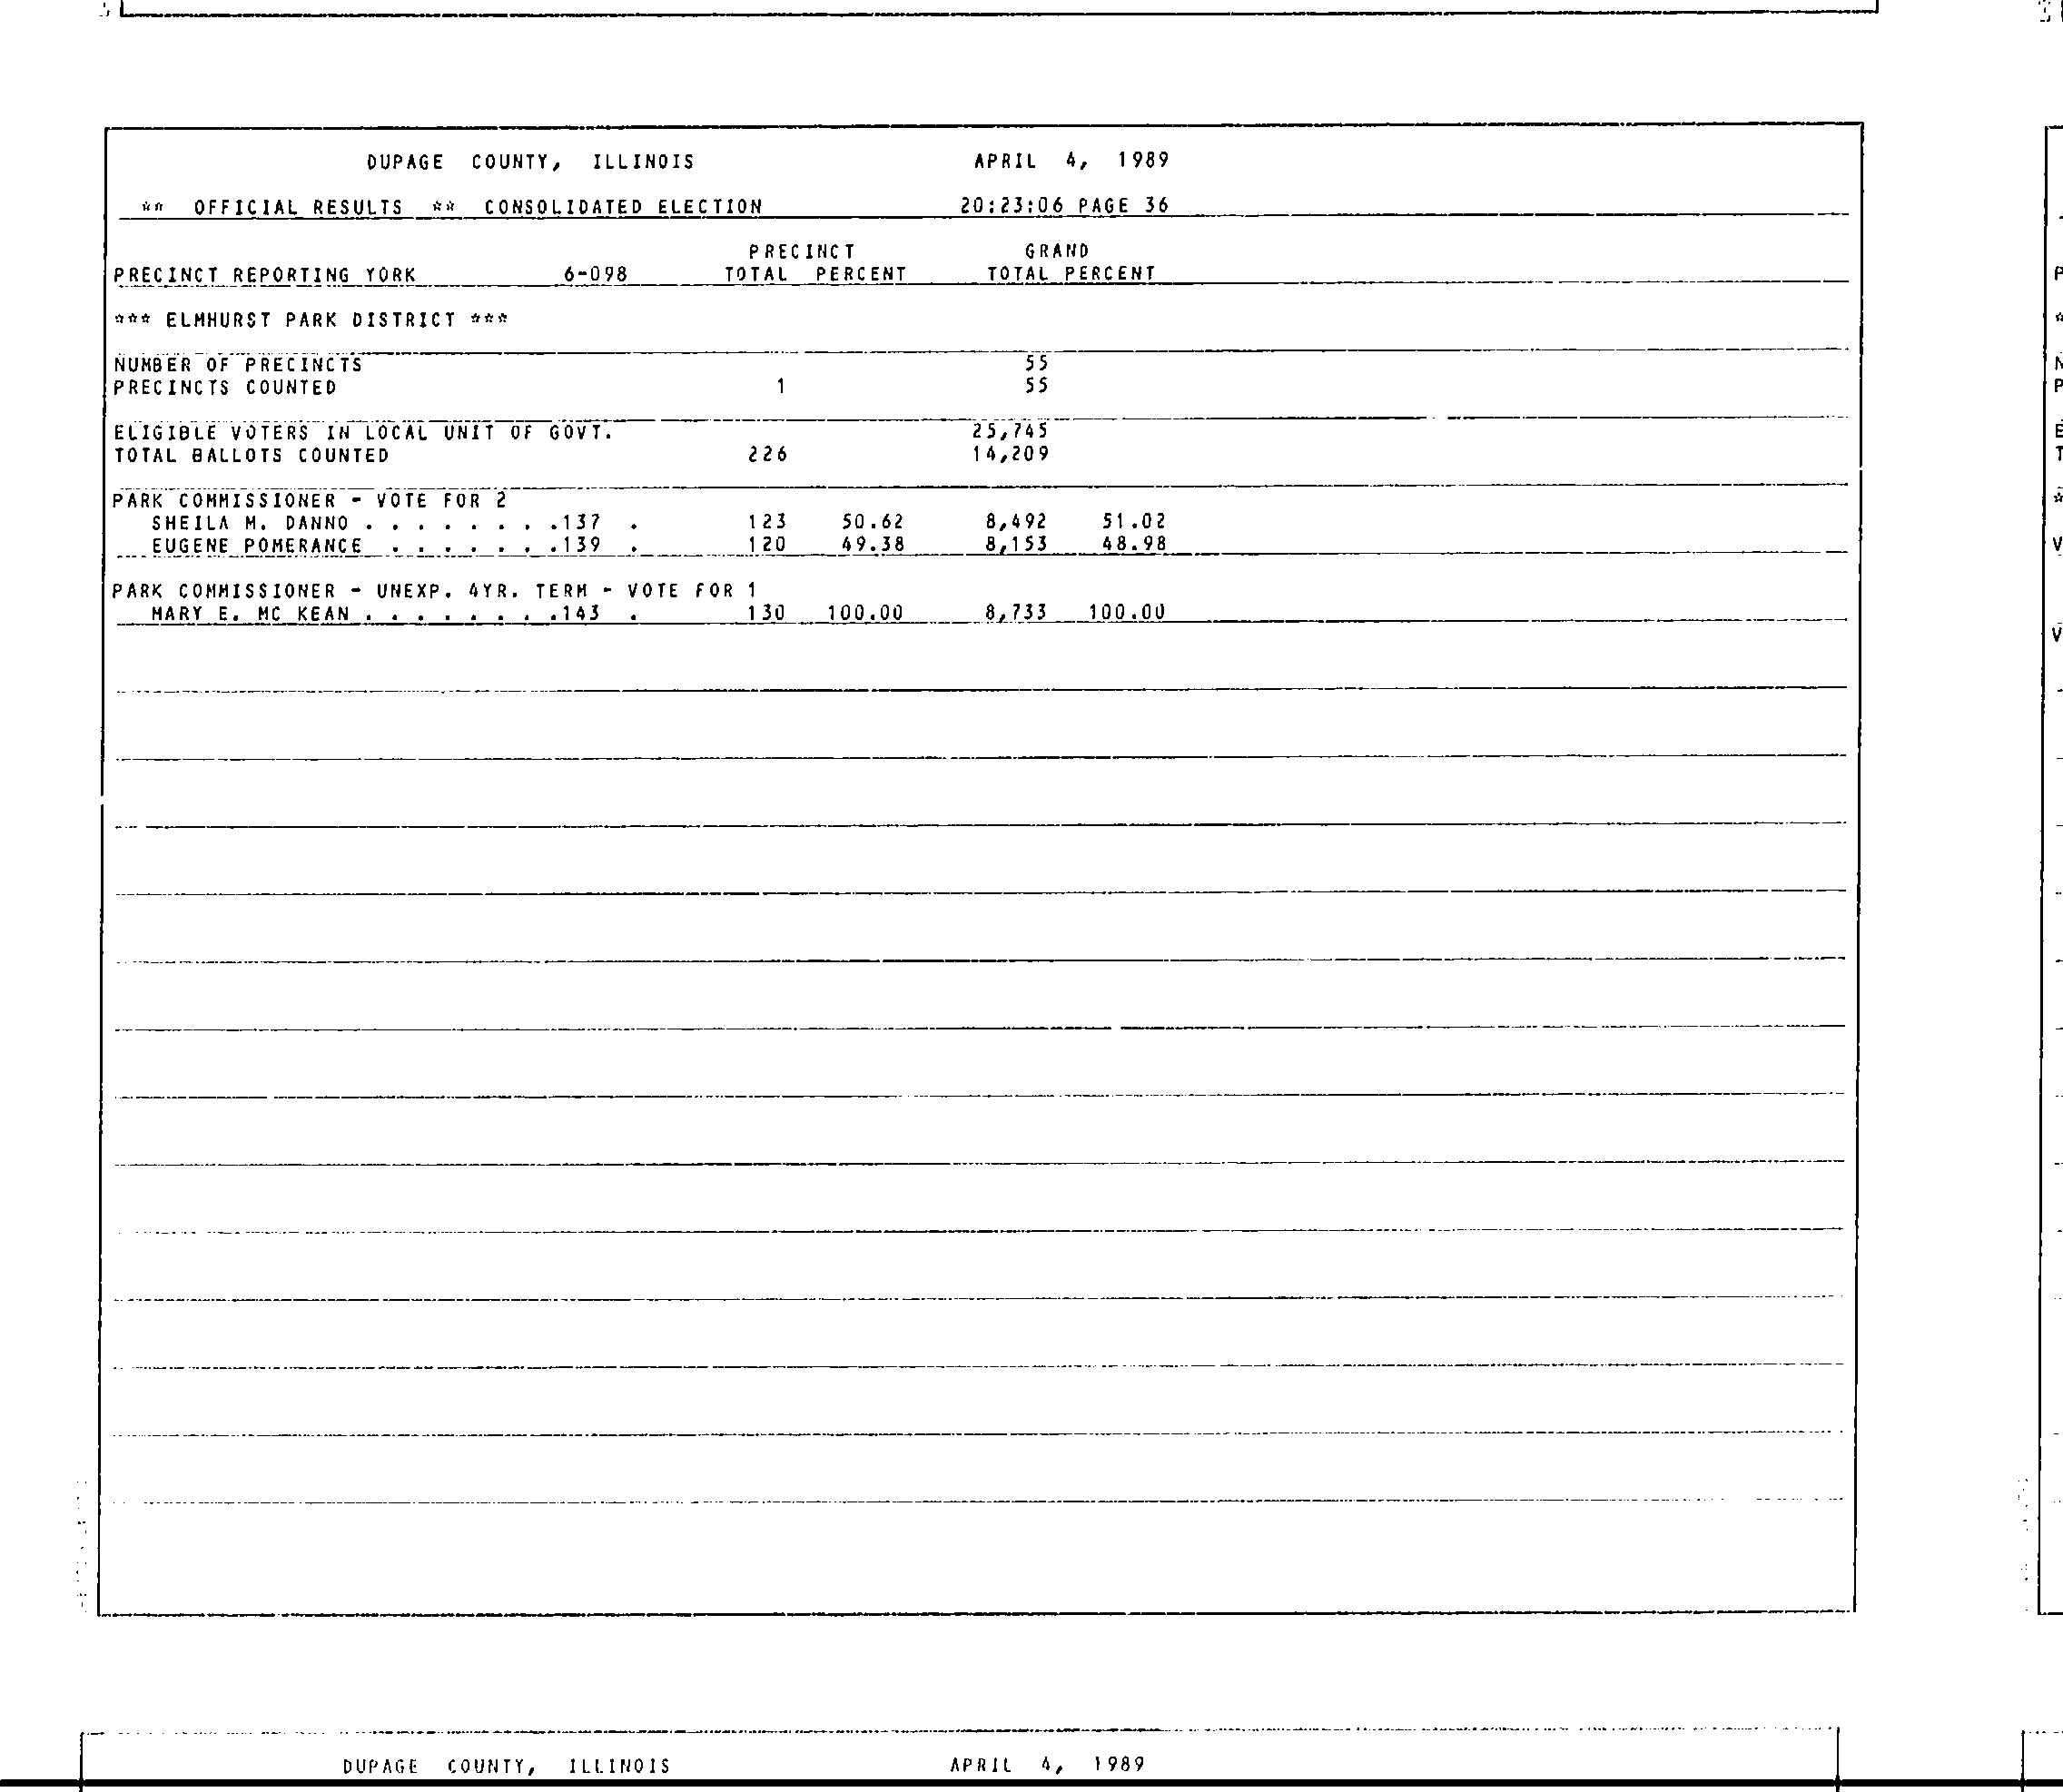 DUPAGE COUNTY, ILLINOIS APRIL 4, 1989
** OFFICIAL RESULTS ** CONSOLIDATED ELECTION 20:23:06 PAGE 36
PRECINCT GRAND
PRECINCT REPORTING YORK 6-098 TOTAL PERCENT TOTAL PERCENT
*** ELMHURST PARK DISTRICT ***
NUMBER OF PRECINCTS 55
PRECINCTS COUNTED 1 55
ELIGIBLE VOTERS IN LOCAL UNIT OF GOVT. 25,745
TOTAL BALLOTS COUNTED 226 14,209
PARK COMMISSIONER - VOTE FOR 2
SHEILA M. DANNO . . . . . . . .137 . 123 50.62 8,492 51.02
EUGENE POMERANCE . . . . . . .139 . 120 49.38 8,153 48.98
PARK COMMISSIONER - UNEXP. 4YR. TERM - VOTE FOR 1
MARY E. MC KEAN . . . . . . . .143 . 130 100.00 8,733 100.00
DUPAGE COUNTY, ILLINOIS APRIL 4, 1989